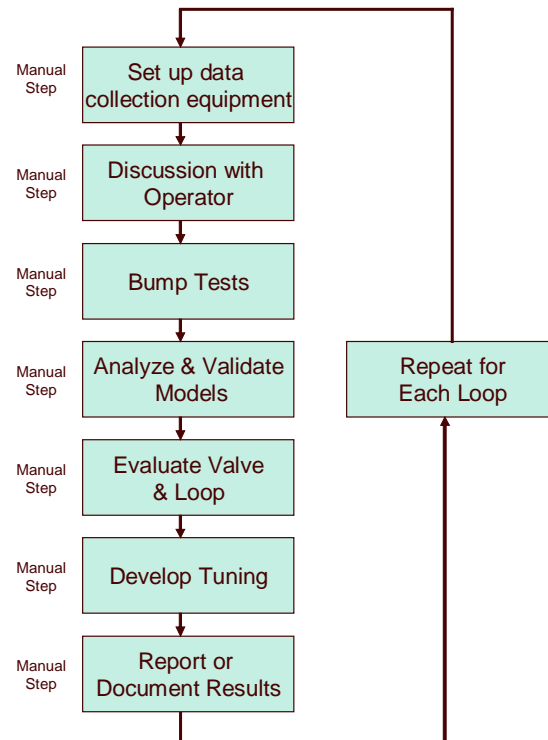 Manual
Step
Set up data
collection equipment
Manual
Step
Discussion with
Operator
Manual
Step
Bump Tests
Manual
Step
Analyze & Validate
Models
Repeat for
Each Loop
Manual
Step
Evaluate Valve
& Loop
Manual
Step
Develop Tuning
Manual
Step
Report or
Document Results